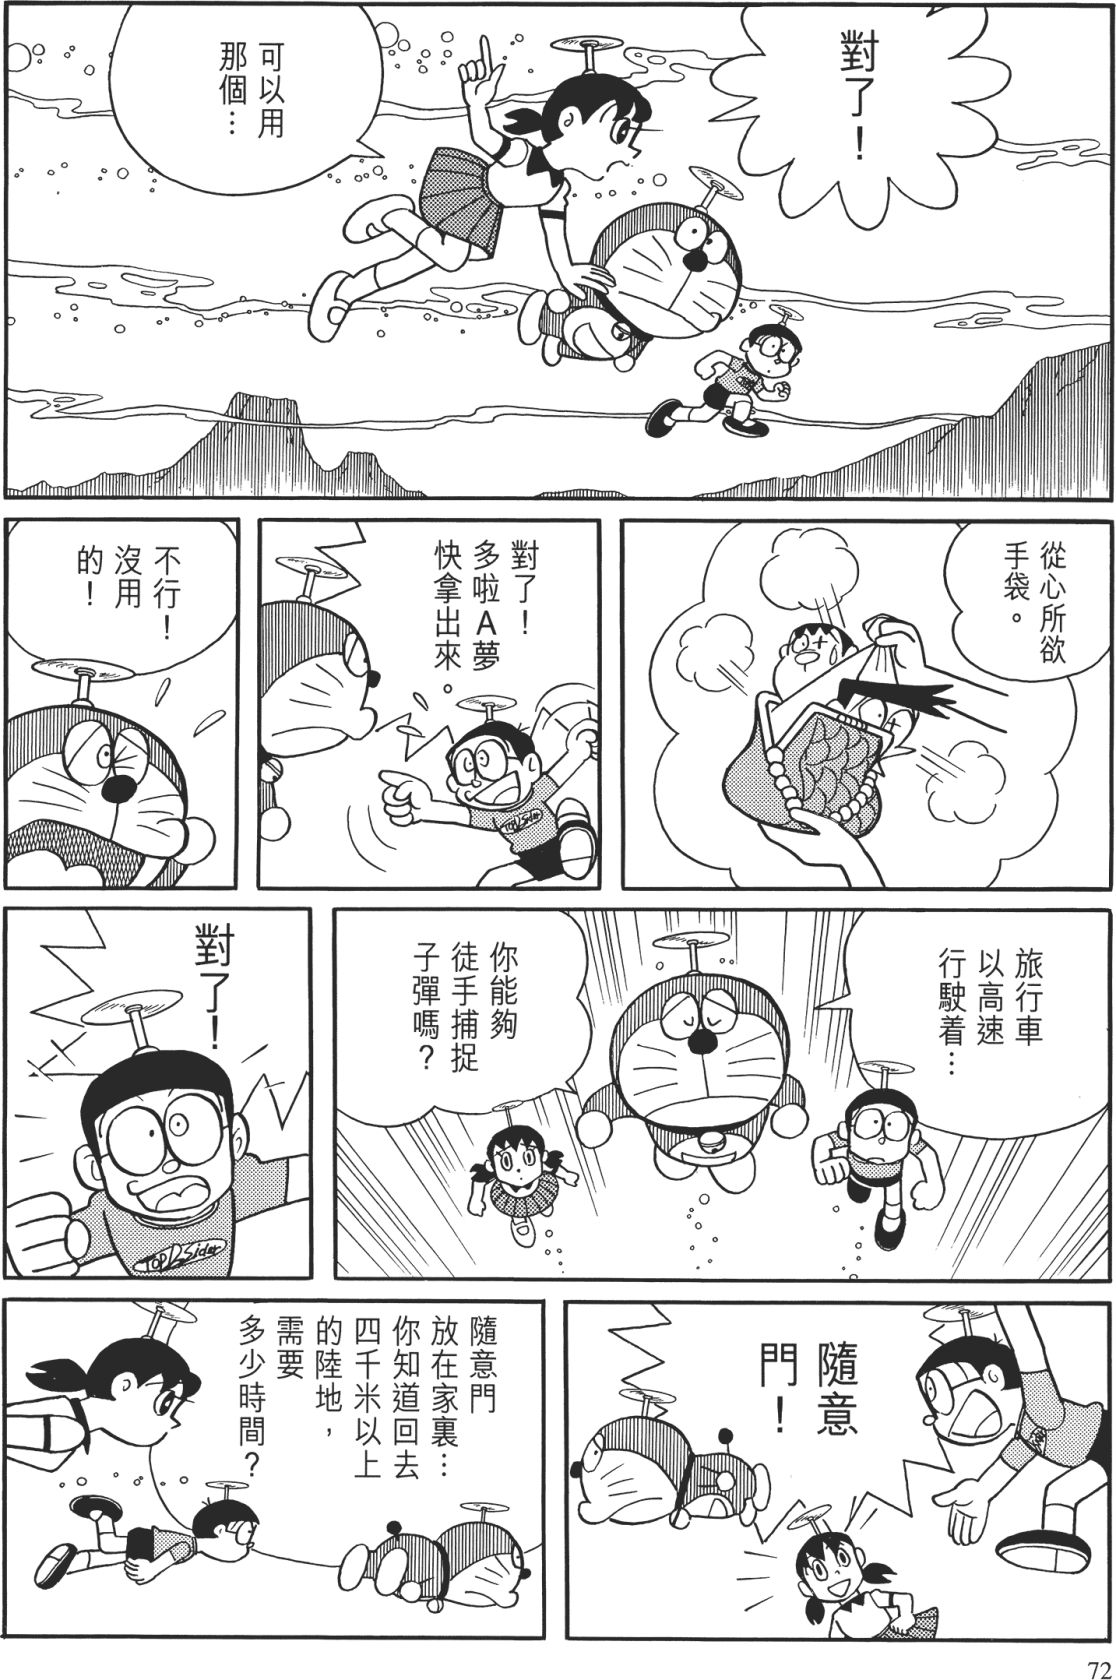 對了！
可以用
那個…
從心所欲
手袋。
對了！
多啦A夢
快拿出來。
不行！
沒用
的！
旅行車
以高速
行駛着…
你能夠
徒手捕捉
子彈嗎？
對了！
TOP Sider
隨意
門！
隨意門
放在家裏…
你知道回去
四千米以上
的陸地，
需要
多少時間？
72